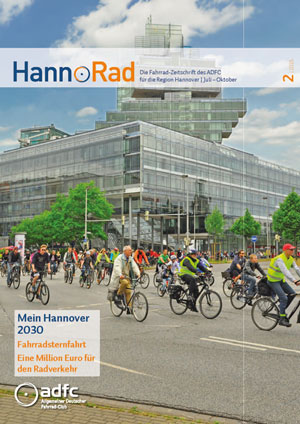 HannoRad
Die Fahrrad-Zeitschrift des ADFC
für die Region Hannover | Juli – Oktober
2
Mein Hannover
2030
Fahrradsternfahrt
Eine Million Euro für
den Radverkehr
adfc
Allgemeiner Deutscher
Fahrrad-Club